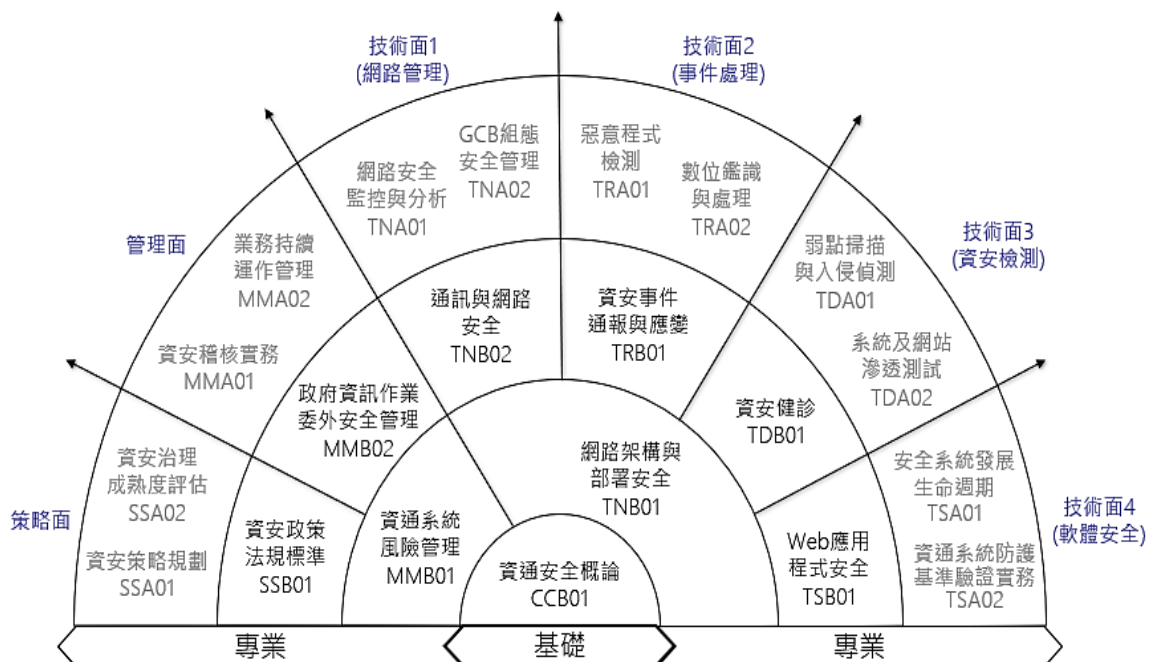 技術面1
(網路管理)
技術面2
(事件處理)
GCB組態
安全管理
TNA02
惡意程式
檢測
TRA01
網路安全
監控與分析
TNA01
數位鑑識
與處理
TRA02
管理面
業務持續
運作管理
MMA02
弱點掃描
與入侵偵測
TDA01
技術面3
(資安檢測)
通訊與網路
安全
TNB02
資安事件
通報與應變
TRB01
資安稽核實務
MMA01
系統及網站
滲透測試
TDA02
政府資訊作業
委外安全管理
MMB02
資安健診
TDB01
資安治理
成熟度評估
SSA02
網路架構與
部署安全
TNB01
安全系統發展
生命週期
TSA01
策略面
技術面4
(軟體安全)
資安政策
法規標準
SSB01
資通系統
風險管理
MMB01
Web應用
程式安全
TSB01
資安策略規劃
SSA01
資通安全概論
CCB01
資通系統防護
基準驗證實務
TSA02
專業
基礎
專業